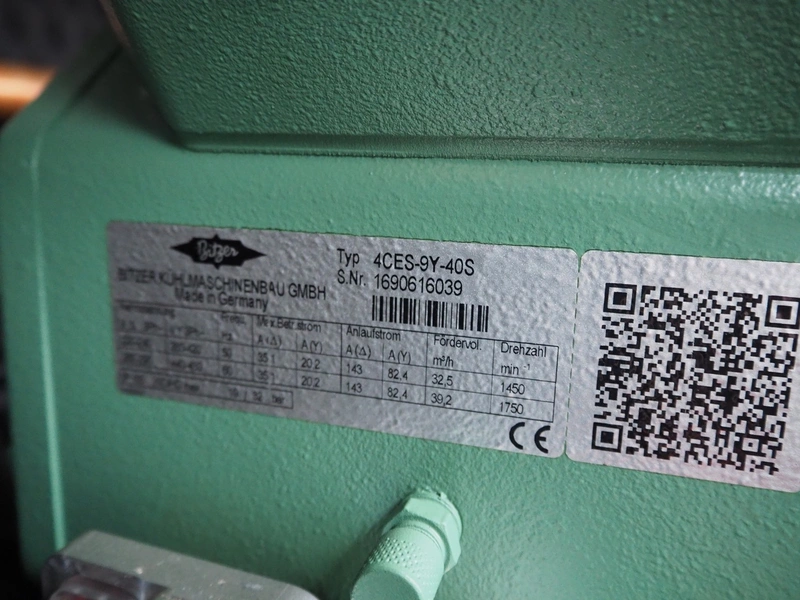 Bitzer
BITZER KÜHLMASCHINENBAU GMBH
Made in Germany
Typ 4CES-9Y-40S
S.Nr. 1690616039
Max.Betr.strom Anlaufstrom Fördervol. Drehzahl
A(Δ) A(Y) A(Δ) A(Y) m³/h min⁻¹
50 35 20.2 143 82.4 32,5 1450
60 35 20.2 143 82,4 39,2 1750
bar
CE